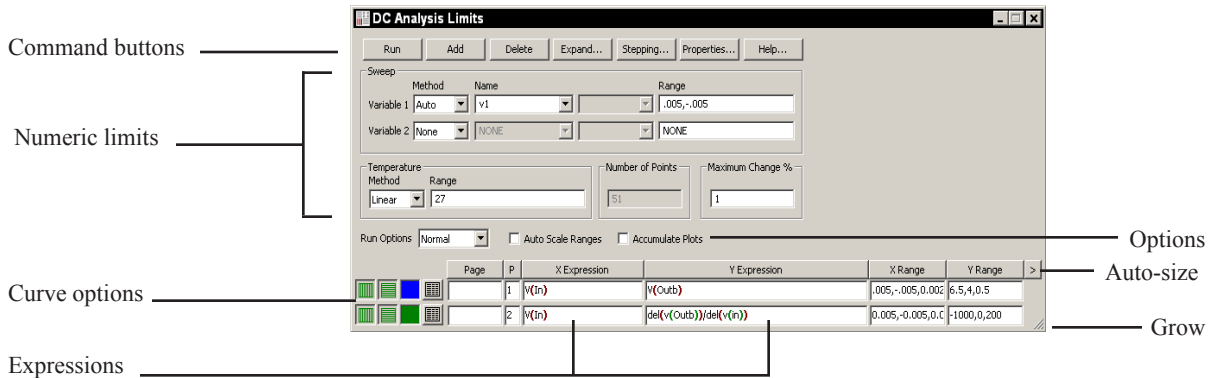 DC Analysis Limits
Command buttons
Run Add Delete Expand... Stepping... Properties... Help...
Sweep
Method Name Range
Variable 1 Auto v1 .005,-.005
Numeric limits
Variable 2 None NONE NONE
Temperature Number of Points Maximum Change %
Method Range
Linear 27 51 1
Run Options Normal Auto Scale Ranges Accumulate Plots
Options
Page P X Expression Y Expression X Range Y Range >
Auto-size
Curve options
1 V(In) V(Outb) .005,-.005,0.002 6.5,4,0.5
2 V(In) del(v(Outb))/del(v(in)) 0.005,-0.005,0.0 -1000,0,200
Grow
Expressions